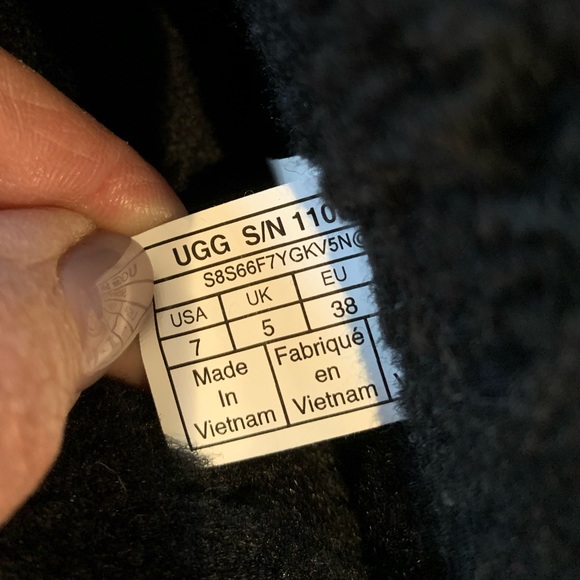 UGG S/N 110
S8S66F7YGKV5N@
USA UK EU
7 5 38
Made In Vietnam
Fabriqué en Vietnam